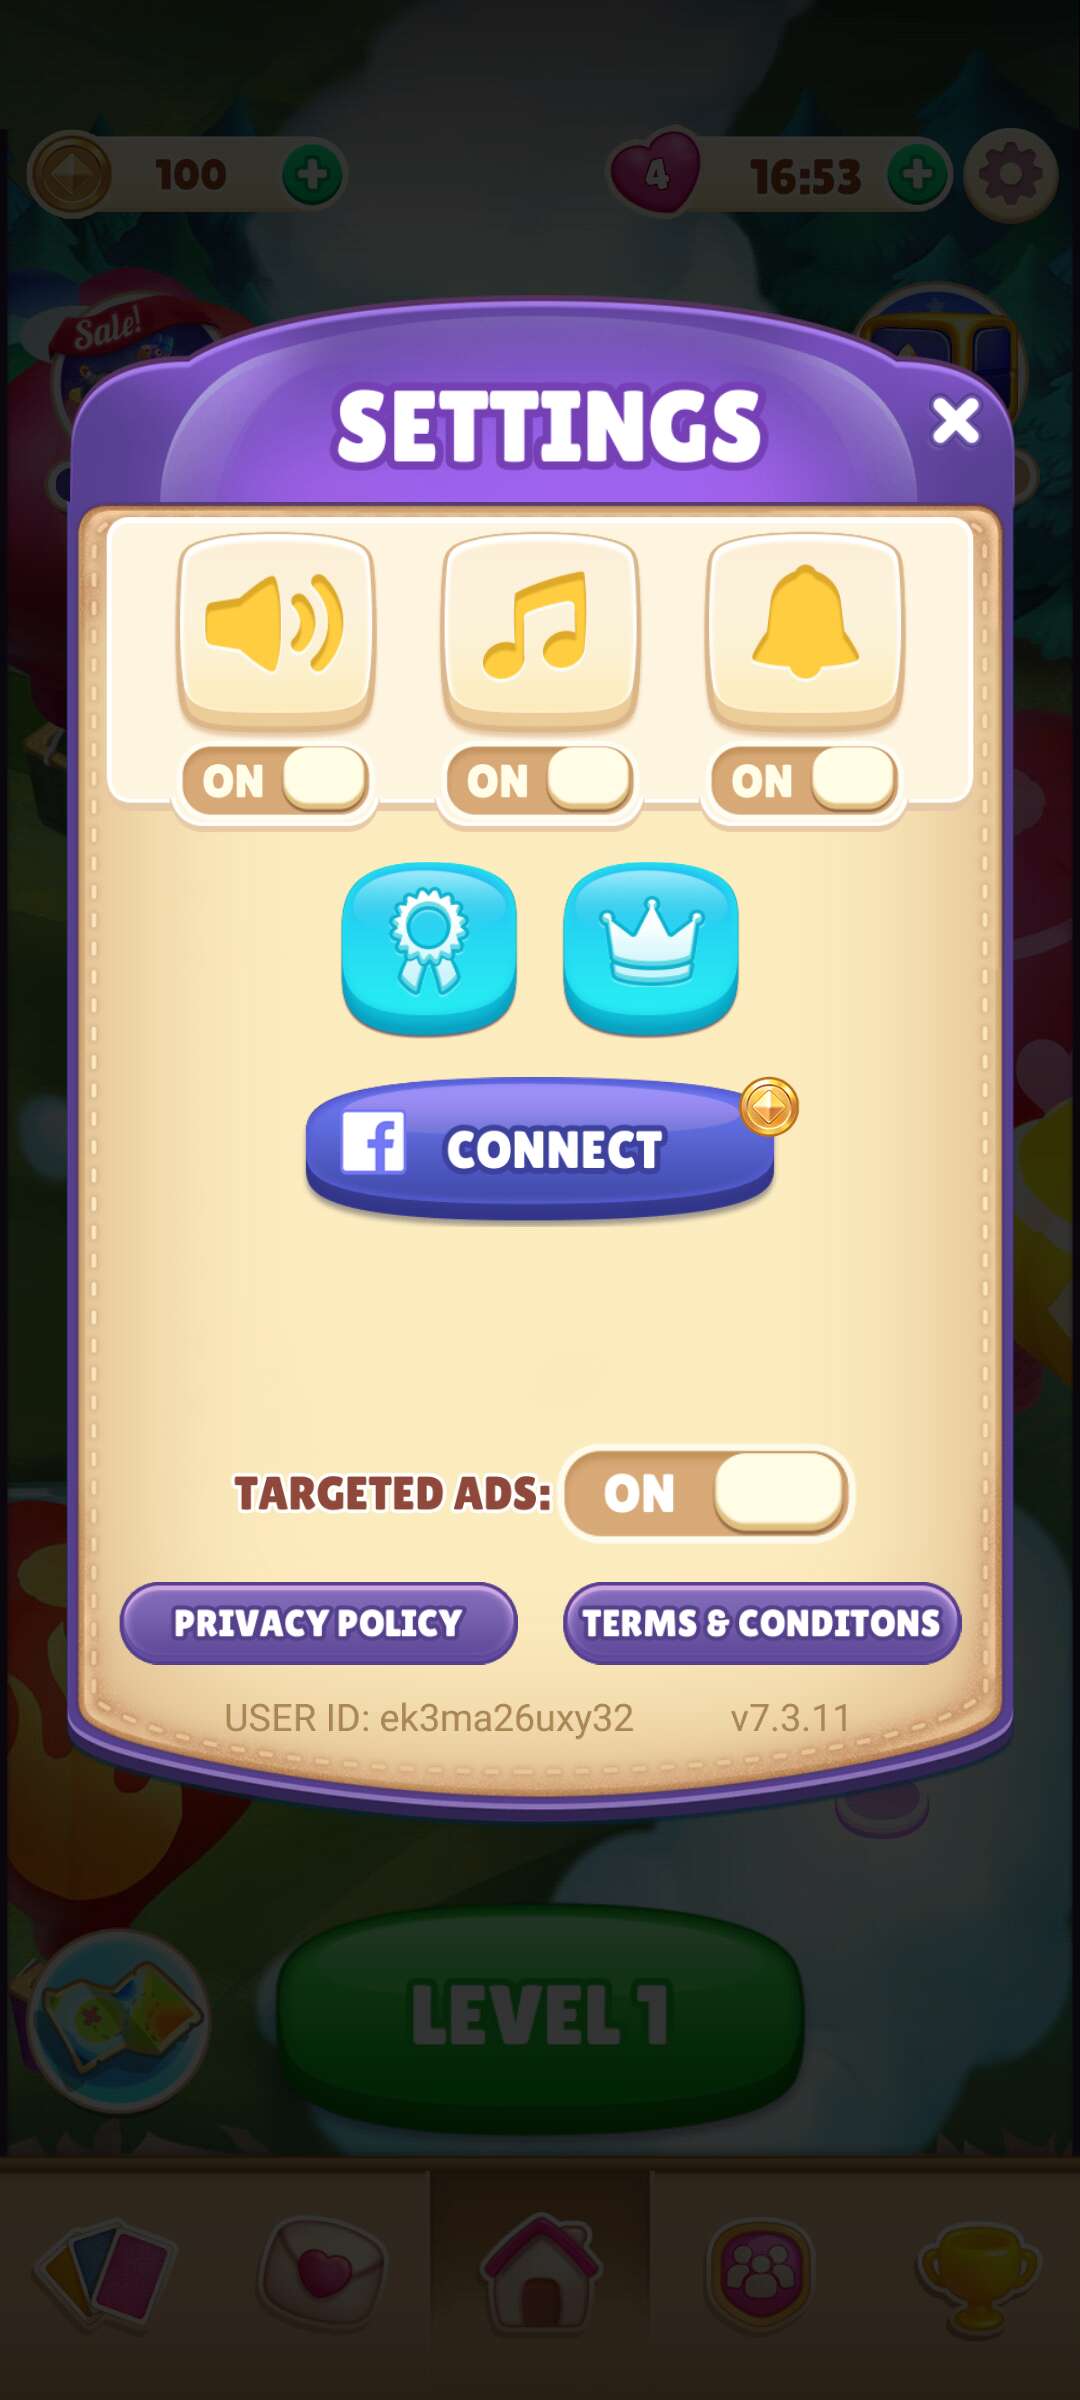 100
4
16:53
Sale!
SETTINGS
ON
ON
ON
CONNECT
TARGETED ADS:
ON
PRIVACY POLICY
TERMS & CONDITONS
USER ID: ek3ma26uxy32
v7.3.11
LEVEL 1